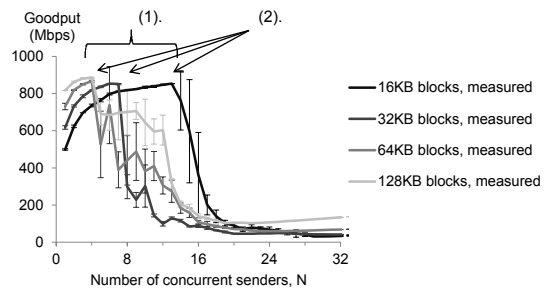 Goodput
(Mbps)
(1).
(2).
1000
800
600
400
200
0
0
8
16
24
32
Number of concurrent senders, N
16KB blocks, measured
32KB blocks, measured
64KB blocks, measured
128KB blocks, measured